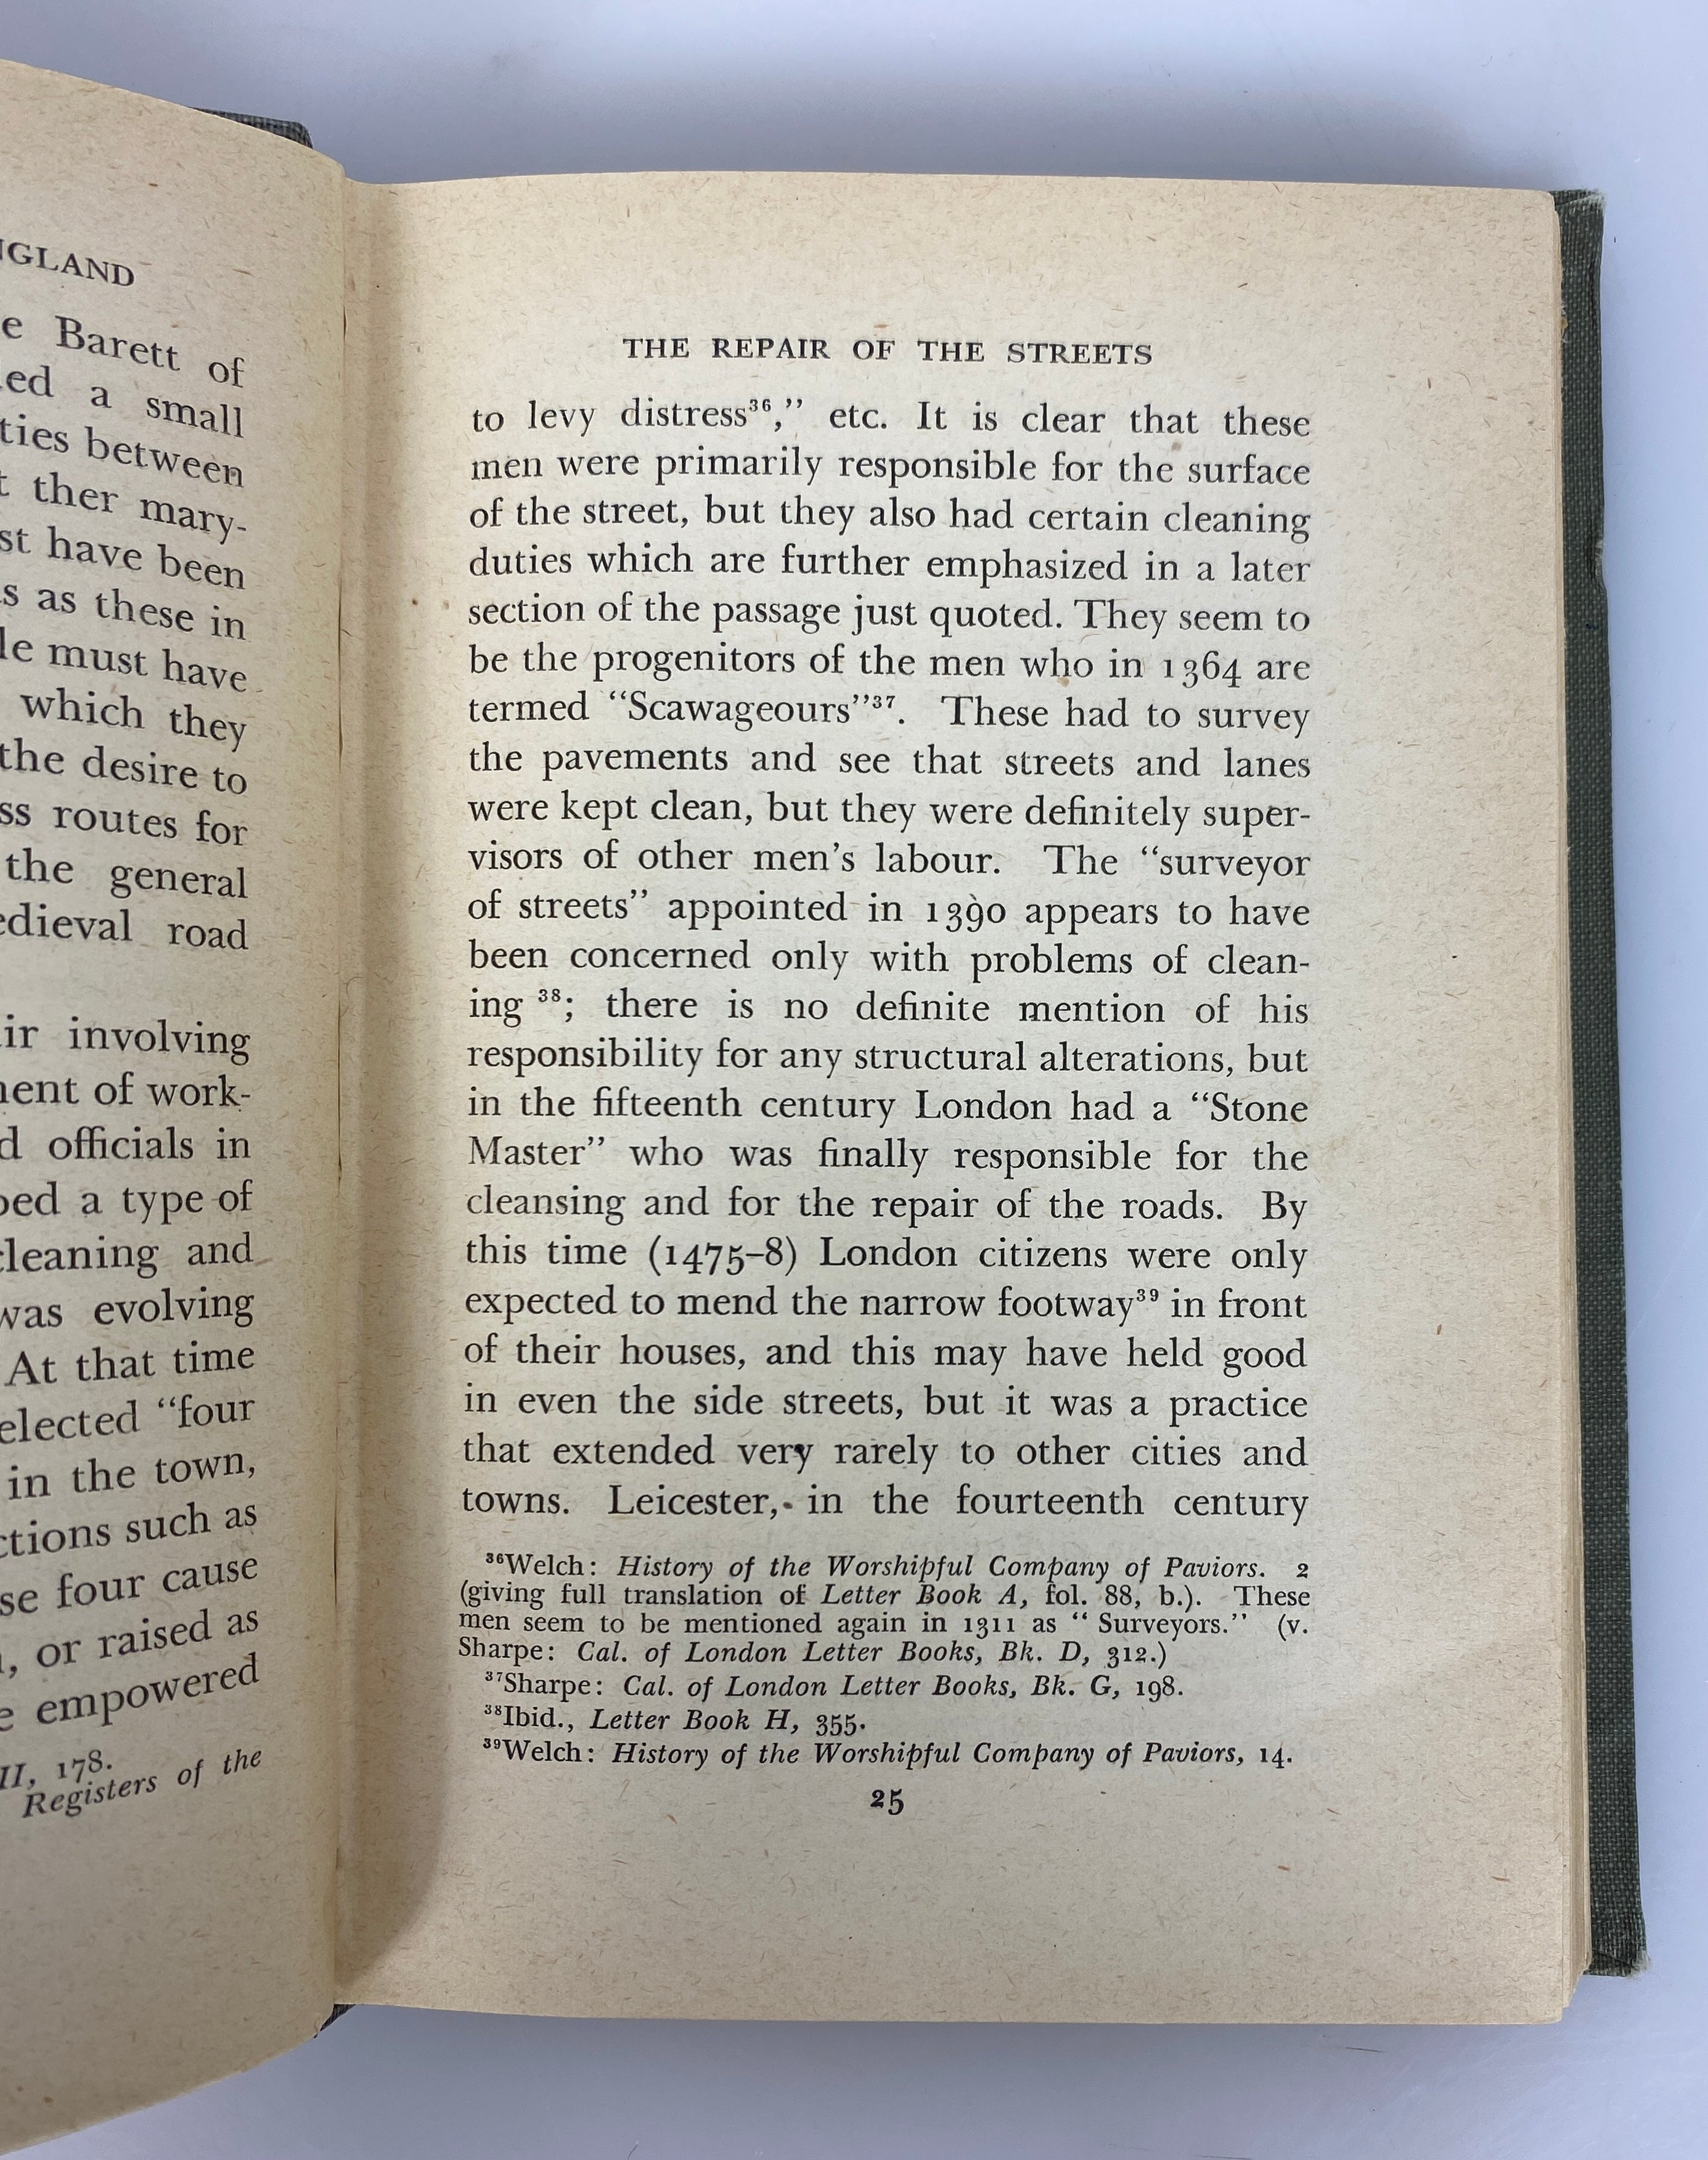 NGLAND
e Barett of
ed a small
ties between
t ther mary-
st have been
s as these in
le must have
which they
the desire to
ss routes for
the general
edieval road
ir involving
ment of work-
d officials in
ped a type of
cleaning and
was evolving
At that time
elected “four
in the town,
ctions such as
se four cause
, or raised as
e empowered
II, 178.
Registers of the
THE REPAIR OF THE STREETS
to levy distress³⁶,” etc. It is clear that these
men were primarily responsible for the surface
of the street, but they also had certain cleaning
duties which are further emphasized in a later
section of the passage just quoted. They seem to
be the progenitors of the men who in 1364 are
termed “Scawageours”³⁷. These had to survey
the pavements and see that streets and lanes
were kept clean, but they were definitely super-
visors of other men’s labour. The “surveyor
of streets” appointed in 1390 appears to have
been concerned only with problems of clean-
ing ³⁸; there is no definite mention of his
responsibility for any structural alterations, but
in the fifteenth century London had a “Stone
Master” who was finally responsible for the
cleansing and for the repair of the roads. By
this time (1475–8) London citizens were only
expected to mend the narrow footway³⁹ in front
of their houses, and this may have held good
in even the side streets, but it was a practice
that extended very rarely to other cities and
towns. Leicester, in the fourteenth century
³⁶Welch: History of the Worshipful Company of Paviors. 2
(giving full translation of Letter Book A, fol. 88, b.). These
men seem to be mentioned again in 1311 as “ Surveyors.” (v.
Sharpe: Cal. of London Letter Books, Bk. D, 312.)
³⁷Sharpe: Cal. of London Letter Books, Bk. G, 198.
³⁸Ibid., Letter Book H, 355.
³⁹Welch: History of the Worshipful Company of Paviors, 14.
25